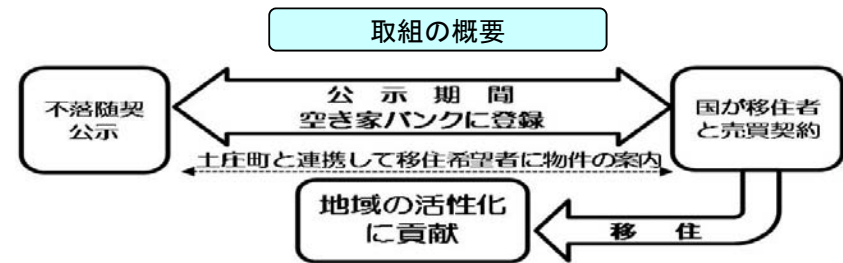 取組の概要
不落随契
公示
公示期間
空き家バンクに登録
国が移住者
と売買契約
土庄町と連携して移住希望者に物件の案内
地域の活性化
に貢献
移住